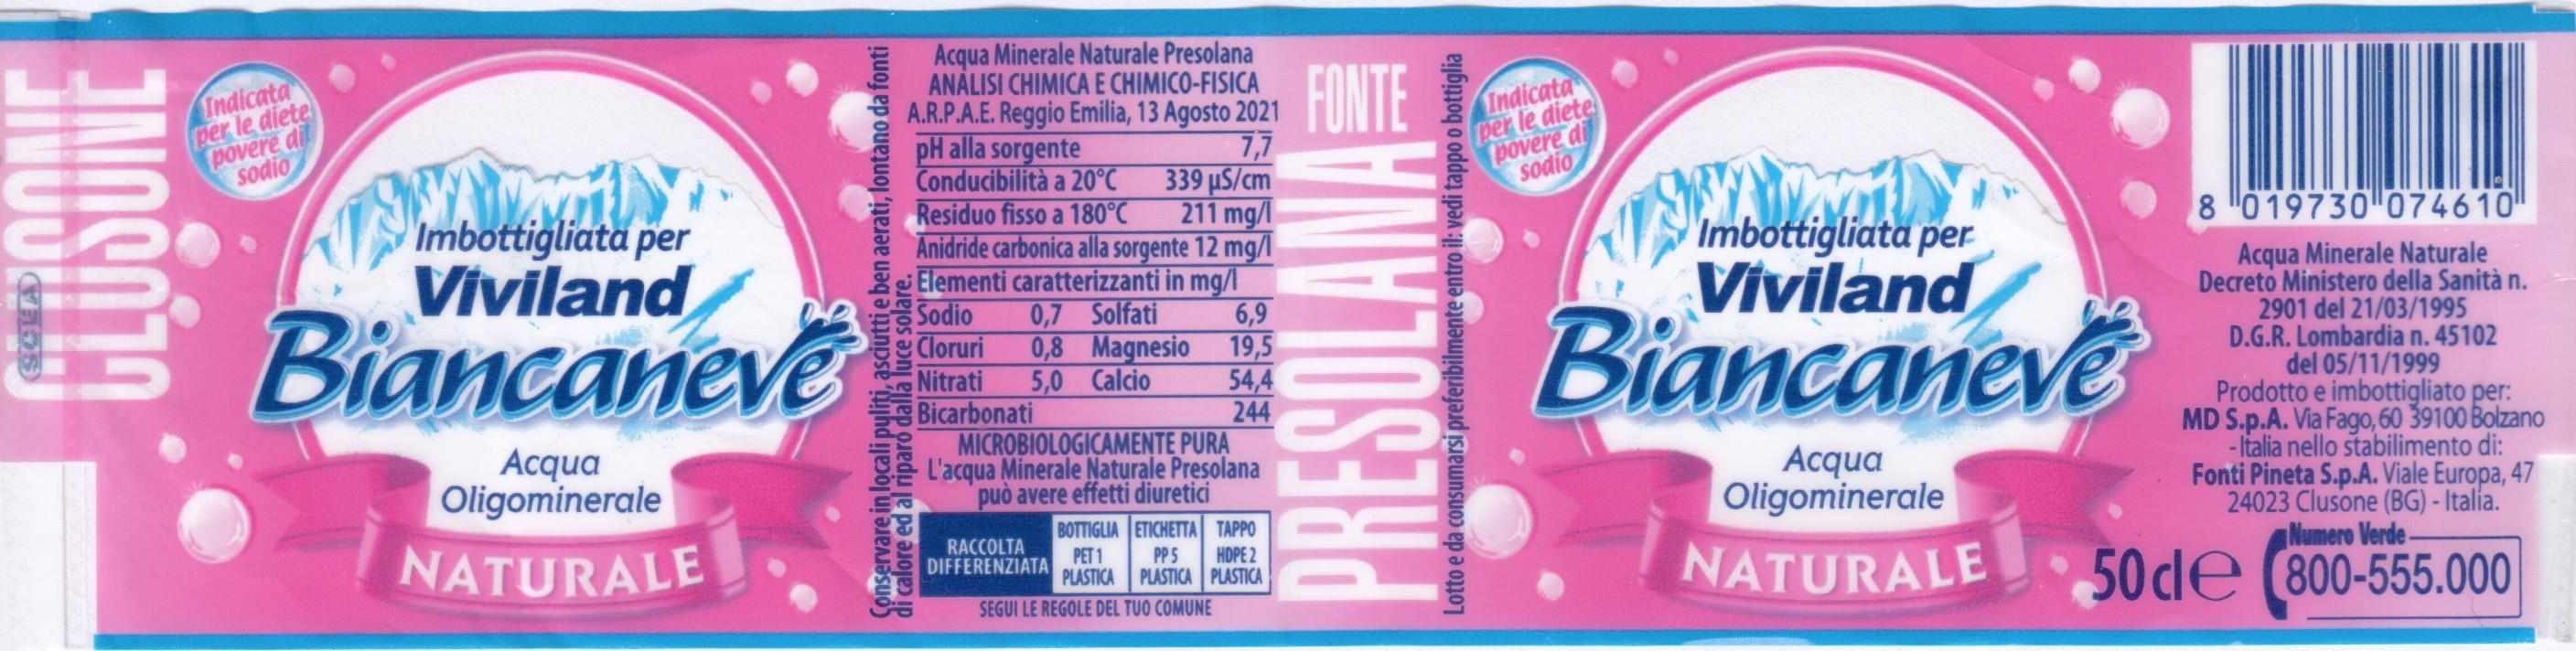 CLUSONE
Indicata
per le diete
povere di
sodio
Imbottigliata per
Viviland
Biancaneve
Acqua
Oligominerale
NATURALE
Conservare in locali puliti, asciutti e ben aerati, lontano da fonti
di calore ed al riparo dalla luce solare.
Acqua Minerale Naturale Presolana
ANALISI CHIMICA E CHIMICO-FISICA
A.R.P.A.E. Reggio Emilia, 13 Agosto 2021
pH alla sorgente 7,7
Conducibilità a 20°C 339 µS/cm
Residuo fisso a 180°C 211 mg/l
Anidride carbonica alla sorgente 12 mg/l
Elementi caratterizzanti in mg/l
Sodio 0,7 Solfati 6,9
Cloruri 0,8 Magnesio 19,5
Nitrati 5,0 Calcio 54,4
Bicarbonati 244
MICROBIOLOGICAMENTE PURA
L'acqua Minerale Naturale Presolana
può avere effetti diuretici
RACCOLTA
DIFFERENZIATA
BOTTIGLIA
PET 1
PLASTICA
ETICHETTA
PP 5
PLASTICA
TAPPO
HDPE 2
PLASTICA
SEGUI LE REGOLE DEL TUO COMUNE
FONTE
PRESOLANA
Lotto e da consumarsi preferibilmente entro il: vedi tappo o bottiglia
Indicata
per le diete
povere di
sodio
Imbottigliata per
Viviland
Biancaneve
Acqua
Oligominerale
NATURALE
8 019730 074610
Acqua Minerale Naturale
Decreto Ministero della Sanità n.
2901 del 21/03/1995
D.G.R. Lombardia n. 45102
del 05/11/1999
Prodotto e imbottigliato per:
MD S.p.A. Via Fago, 60 39100 Bolzano
- Italia nello stabilimento di:
Fonti Pineta S.p.A. Viale Europa, 47
24023 Clusone (BG) - Italia.
50 cl e
Numero Verde
800-555.000